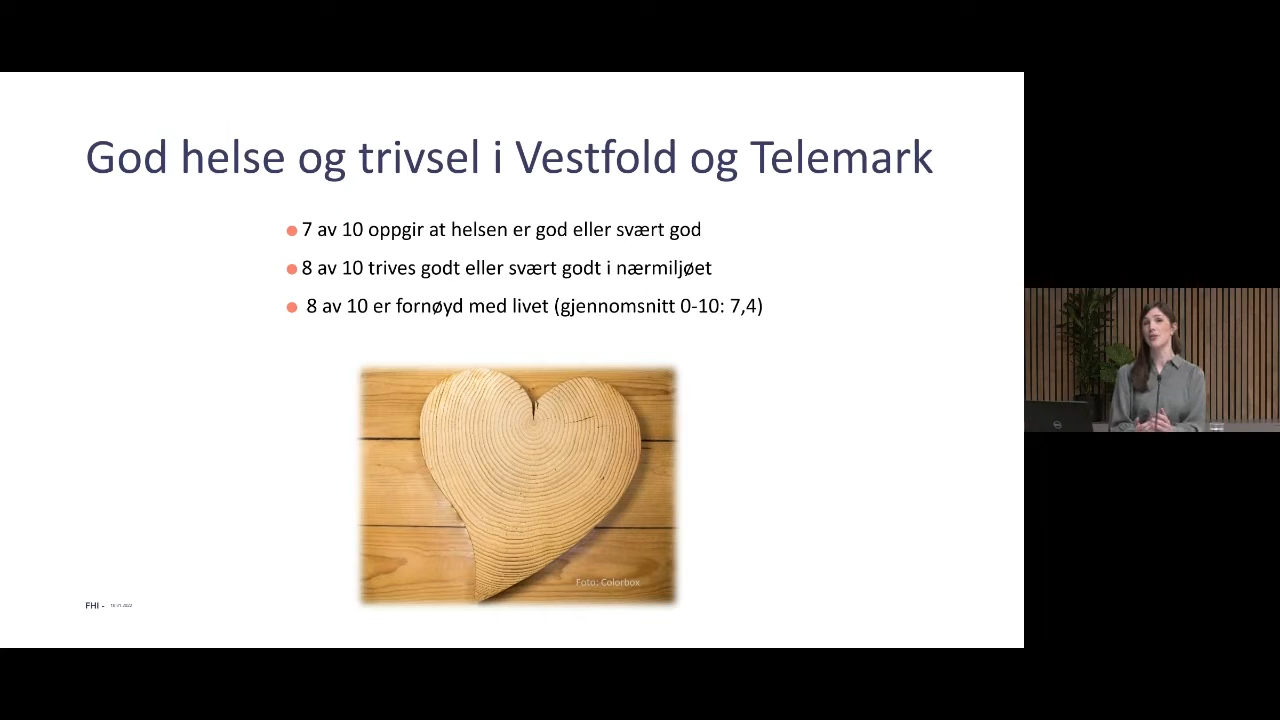 God helse og trivsel i Vestfold og Telemark
7 av 10 oppgir at helsen er god eller svært god
8 av 10 trives godt eller svært godt i nærmiljøet
8 av 10 er fornøyd med livet (gjennomsnitt 0-10: 7,4)
Foto: Colorbox
FHI -